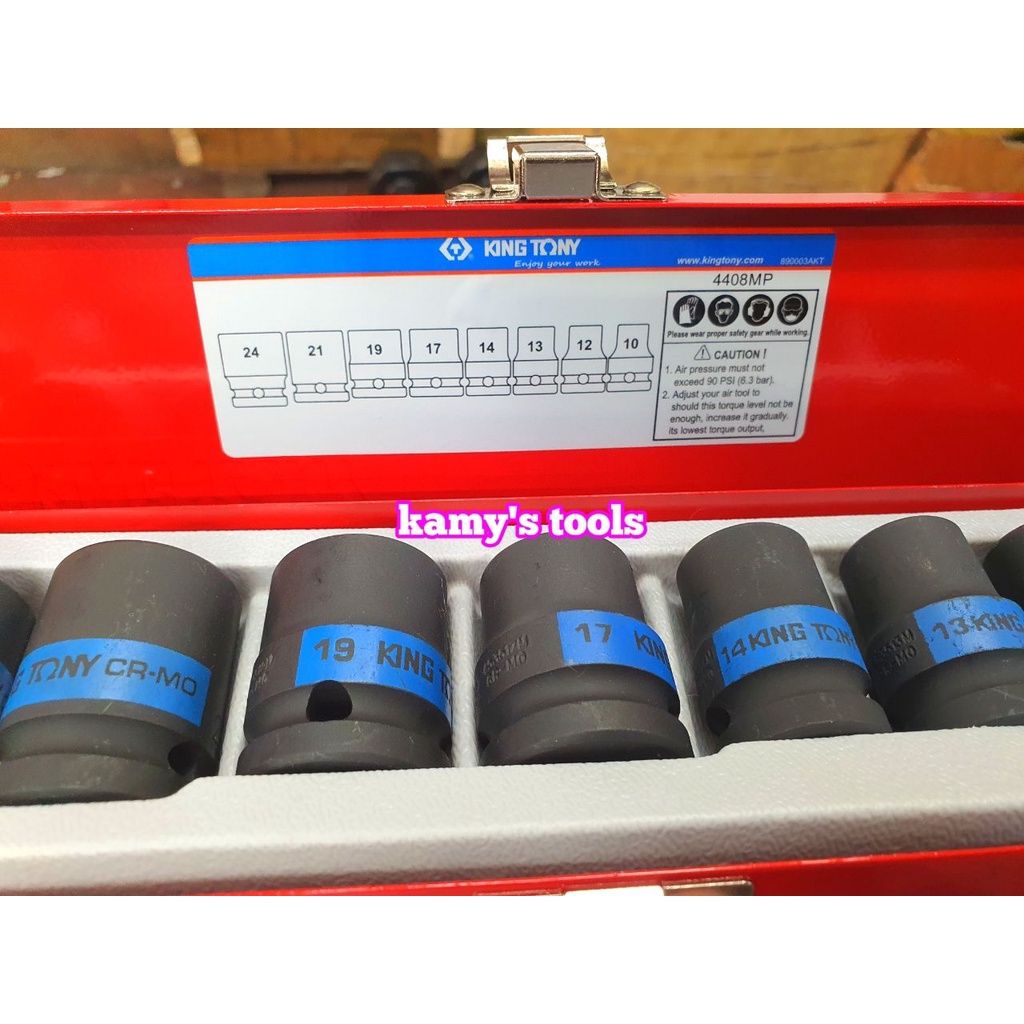 KING TONY
Enjoy your work
www.kingtony.com
890003AKT
4408MP
24 21 19 17 14 13 12 10
Please wear proper safety gear while working.
CAUTION !
1. Air pressure must not
exceed 90 PSI (6.3 bar).
2. Adjust your air tool to
should this torque level not be
enough, increase it gradually.
its lowest torque output,
kamy's tools
TONY CR-MO
19 KING TO
17 KIN
14 KING TONY
13 KING